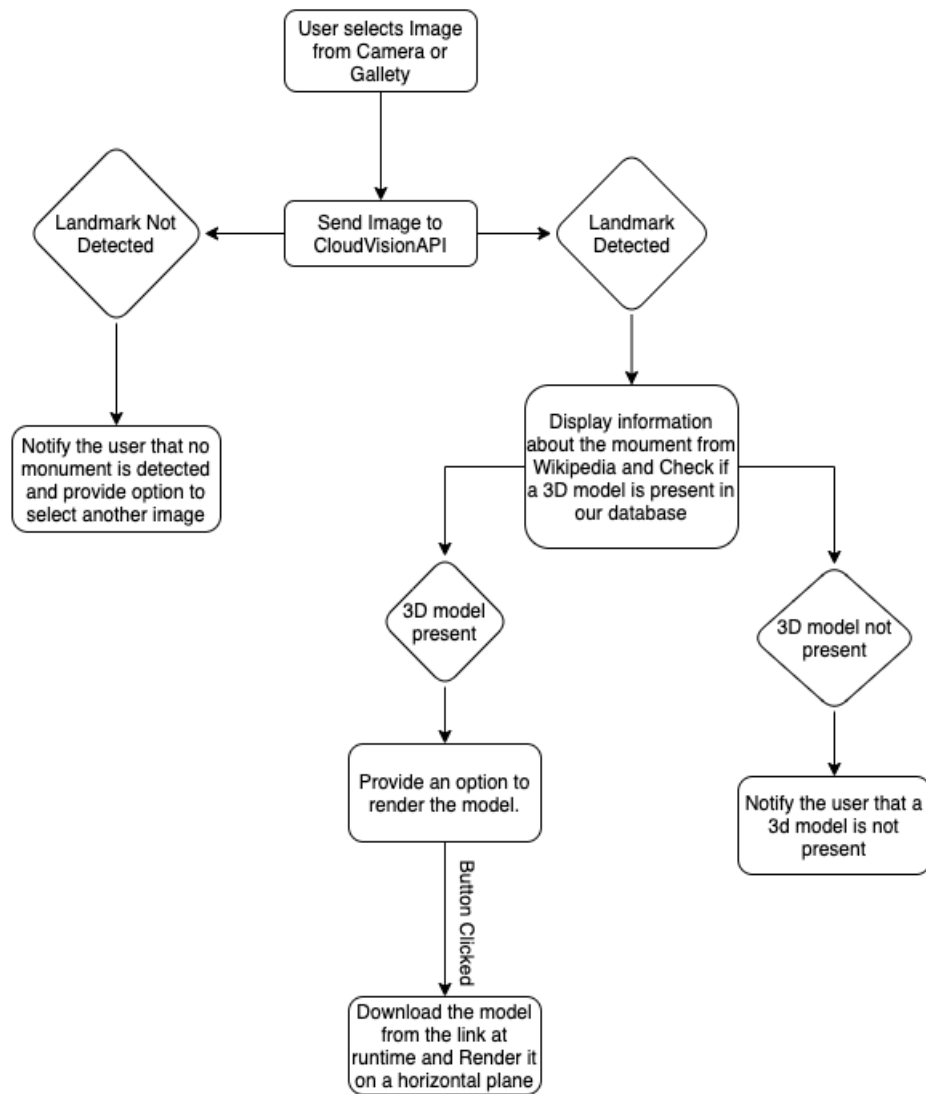 User selects Image
from Camera or
Gallety
Landmark Not
Detected
Send Image to
CloudVisionAPI
Landmark
Detected
Notify the user that no
monument is detected
and provide option to
select another image
Display information
about the moument from
Wikipedia and Check if
a 3D model is present in
our database
3D model
present
3D model not
present
Provide an option to
render the model.
Notify the user that a
3d model is not
present
Button Clicked
Download the model
from the link at
runtime and Render it
on a horizontal plane